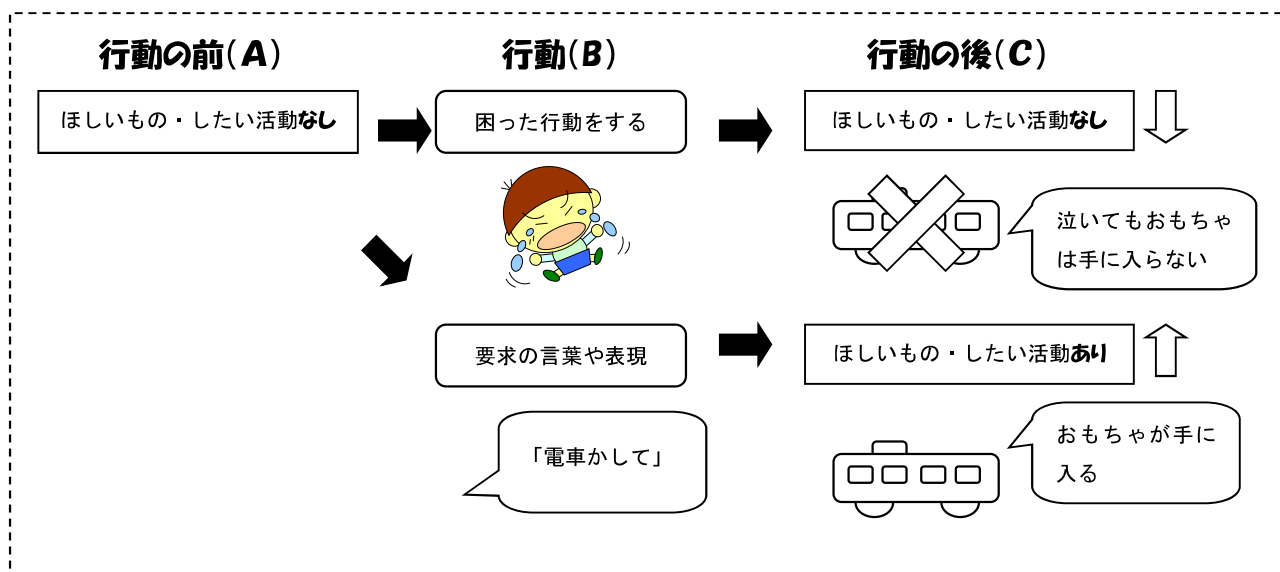 行動の前(A)
行動(B)
行動の後(C)
ほしいもの・したい活動なし
困った行動をする
ほしいもの・したい活動なし
泣いてもおもちゃ
は手に入らない
要求の言葉や表現
ほしいもの・したい活動あり
「電車かして」
おもちゃが手に
入る